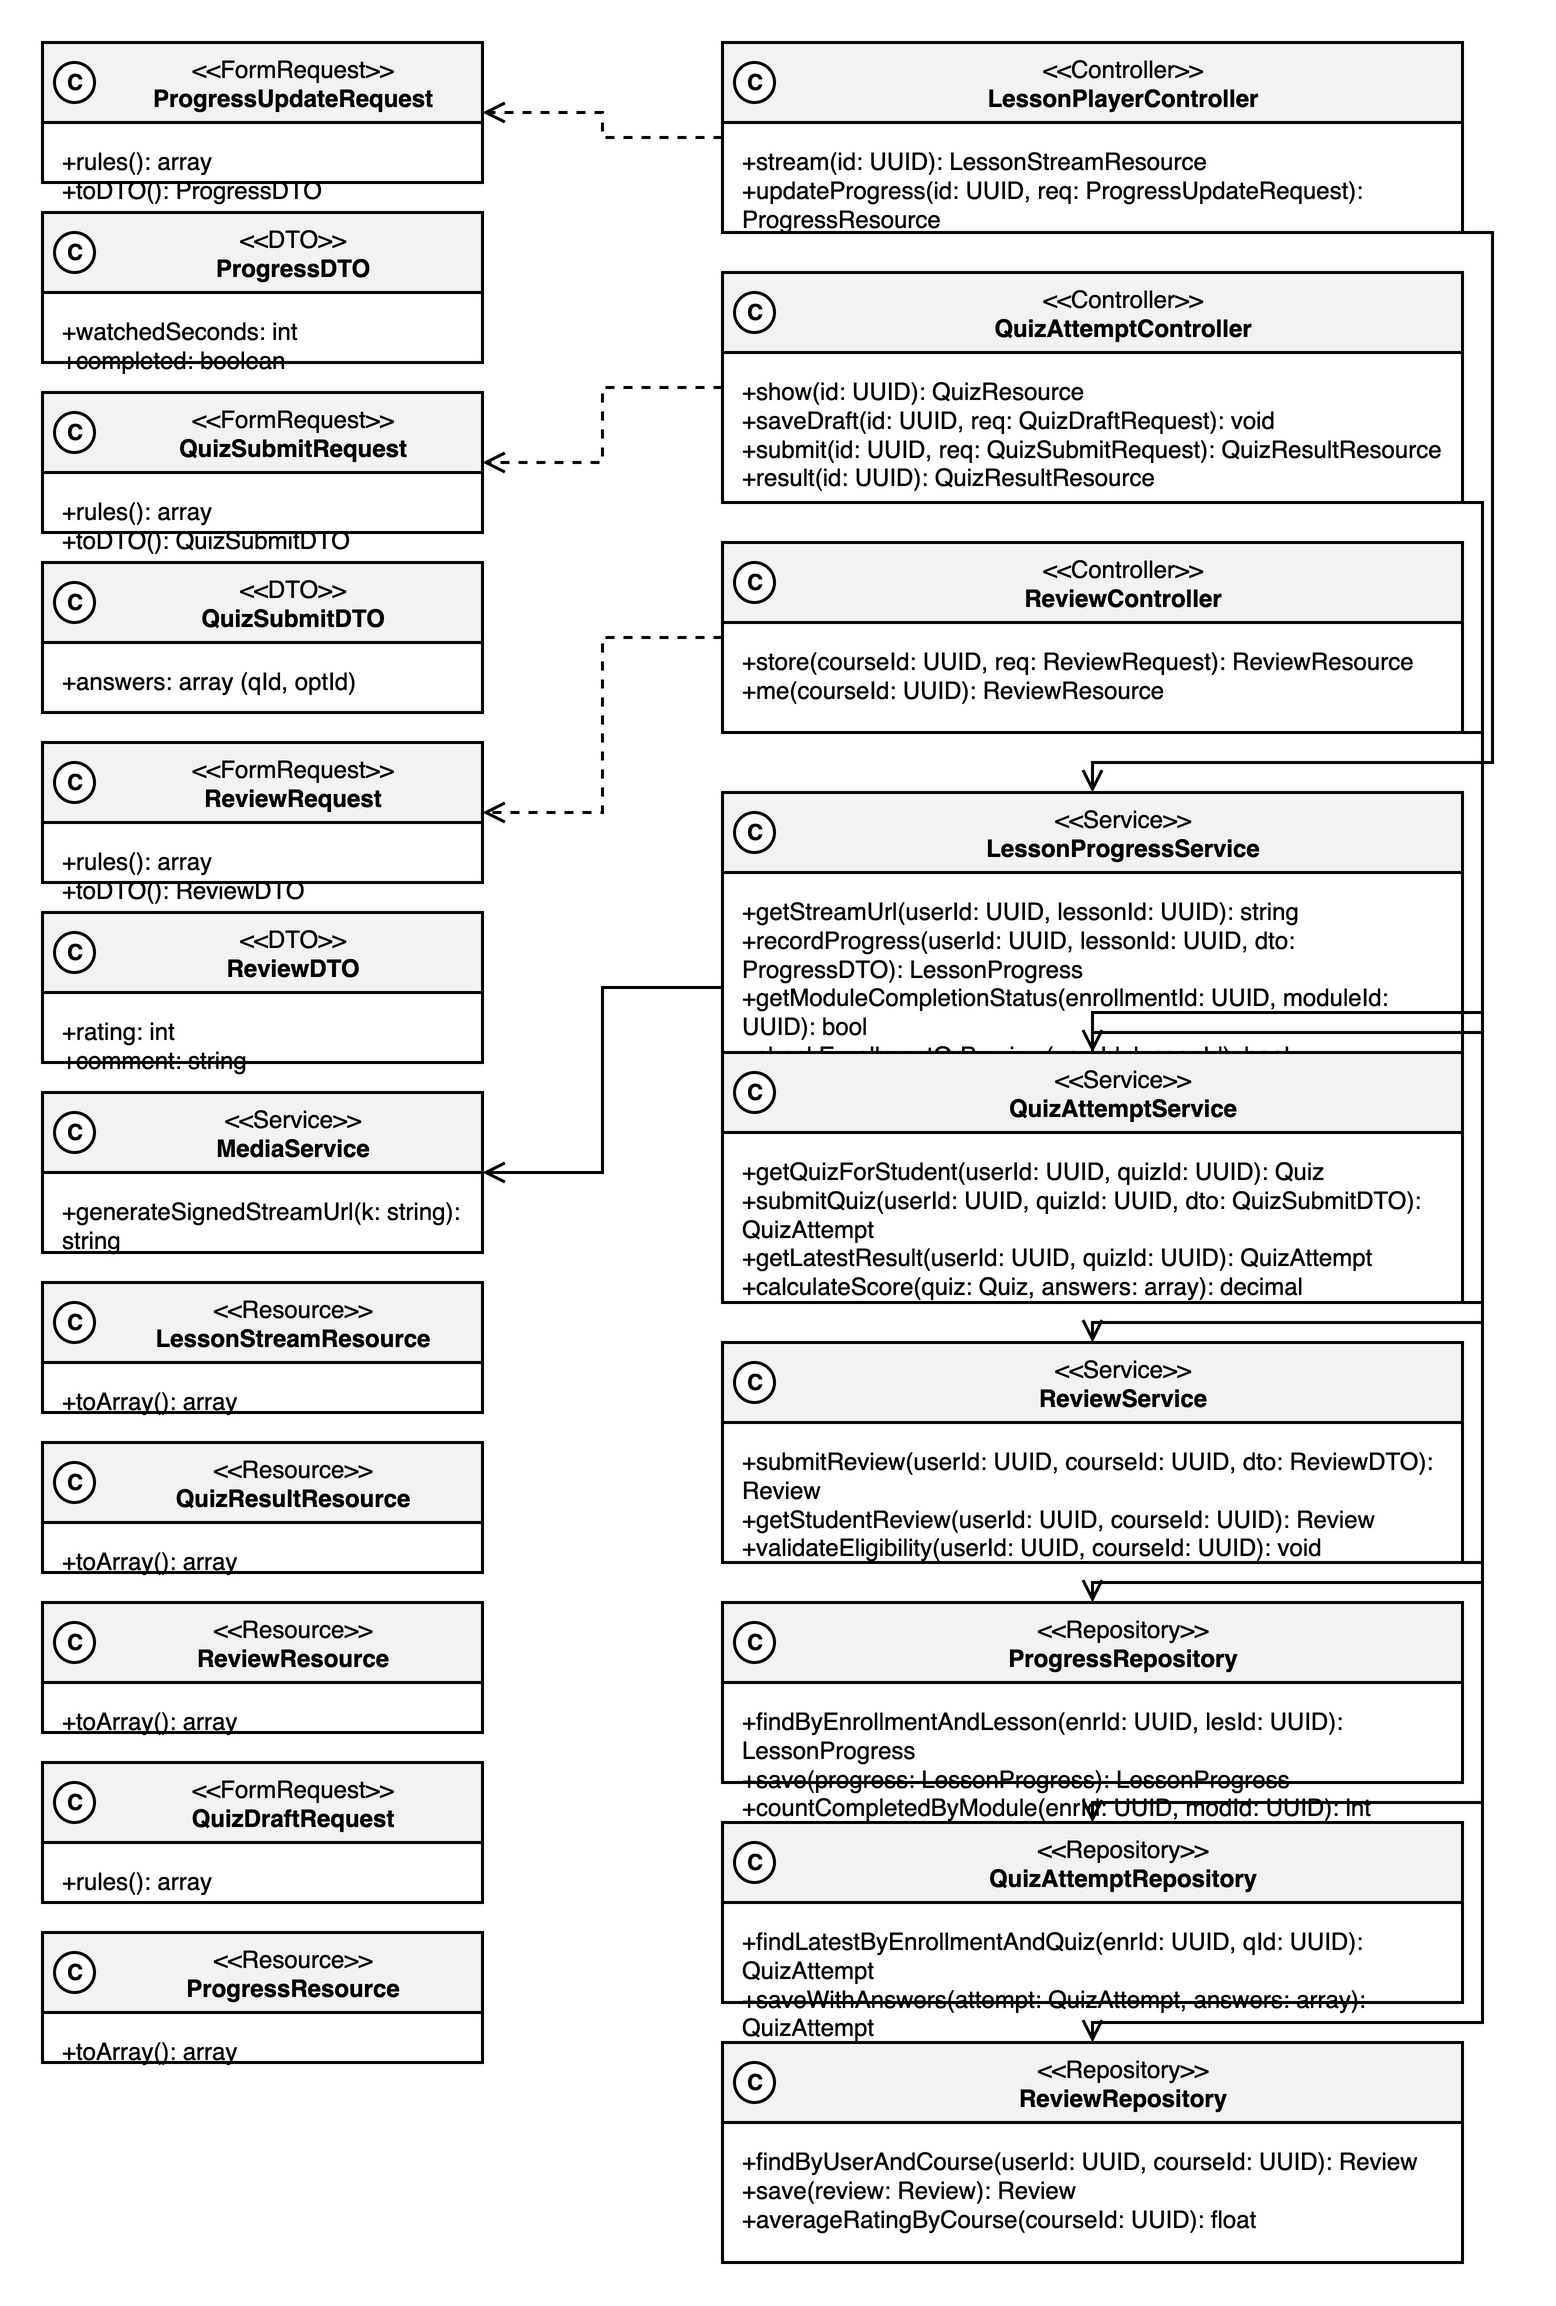 C
<<FormRequest>>
ProgressUpdateRequest
+rules(): array
+toDTO(): ProgressDTO
C
<<DTO>>
ProgressDTO
+watchedSeconds: int
+completed: boolean
C
<<FormRequest>>
QuizSubmitRequest
+rules(): array
+toDTO(): QuizSubmitDTO
C
<<DTO>>
QuizSubmitDTO
+answers: array (qId, optId)
C
<<FormRequest>>
ReviewRequest
+rules(): array
+toDTO(): ReviewDTO
C
<<DTO>>
ReviewDTO
+rating: int
+comment: string
C
<<Service>>
MediaService
+generateSignedStreamUrl(k: string):
string
C
<<Resource>>
LessonStreamResource
+toArray(): array
C
<<Resource>>
QuizResultResource
+toArray(): array
C
<<Resource>>
ReviewResource
+toArray(): array
C
<<FormRequest>>
QuizDraftRequest
+rules(): array
C
<<Resource>>
ProgressResource
+toArray(): array
C
<<Controller>>
LessonPlayerController
+stream(id: UUID): LessonStreamResource
+updateProgress(id: UUID, req: ProgressUpdateRequest):
ProgressResource
C
<<Controller>>
QuizAttemptController
+show(id: UUID): QuizResource
+saveDraft(id: UUID, req: QuizDraftRequest): void
+submit(id: UUID, req: QuizSubmitRequest): QuizResultResource
+result(id: UUID): QuizResultResource
C
<<Controller>>
ReviewController
+store(courseId: UUID, req: ReviewRequest): ReviewResource
+me(courseId: UUID): ReviewResource
C
<<Service>>
LessonProgressService
+getStreamUrl(userId: UUID, lessonId: UUID): string
+recordProgress(userId: UUID, lessonId: UUID, dto:
ProgressDTO): LessonProgress
+getModuleCompletionStatus(enrollmentId: UUID, moduleId:
UUID): bool
C
<<Service>>
QuizAttemptService
+getQuizForStudent(userId: UUID, quizId: UUID): Quiz
+submitQuiz(userId: UUID, quizId: UUID, dto: QuizSubmitDTO):
QuizAttempt
+getLatestResult(userId: UUID, quizId: UUID): QuizAttempt
+calculateScore(quiz: Quiz, answers: array): decimal
C
<<Service>>
ReviewService
+submitReview(userId: UUID, courseId: UUID, dto: ReviewDTO):
Review
+getStudentReview(userId: UUID, courseId: UUID): Review
+validateEligibility(userId: UUID, courseId: UUID): void
C
<<Repository>>
ProgressRepository
+findByEnrollmentAndLesson(enrId: UUID, lesId: UUID):
LessonProgress
+save(progress: LessonProgress): LessonProgress
+countCompletedByModule(enrId: UUID, modId: UUID): int
C
<<Repository>>
QuizAttemptRepository
+findLatestByEnrollmentAndQuiz(enrId: UUID, qId: UUID):
QuizAttempt
+saveWithAnswers(attempt: QuizAttempt, answers: array):
QuizAttempt
C
<<Repository>>
ReviewRepository
+findByUserAndCourse(userId: UUID, courseId: UUID): Review
+save(review: Review): Review
+averageRatingByCourse(courseId: UUID): float